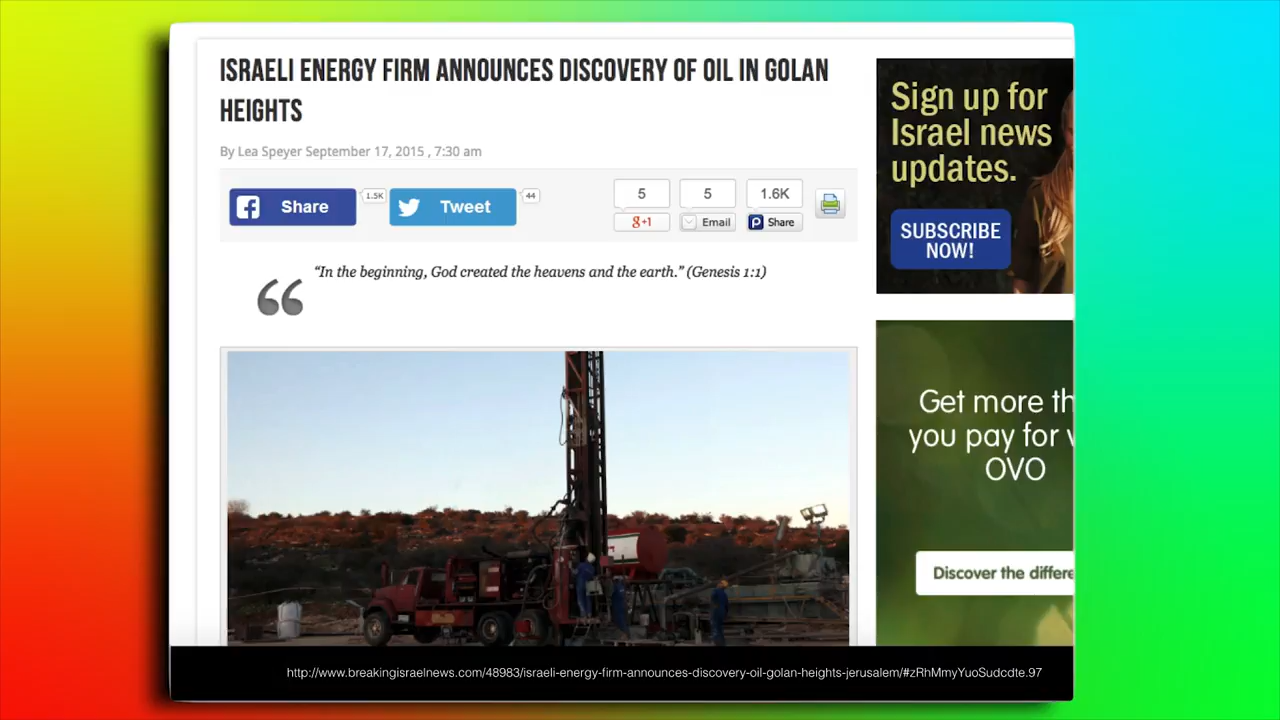 ISRAELI ENERGY FIRM ANNOUNCES DISCOVERY OF OIL IN GOLAN
HEIGHTS
By Lea Speyer September 17, 2015 , 7:30 am
Share
1.5K
Tweet
44
5
5
1.6K
g+1
Email
Share
“In the beginning, God created the heavens and the earth.” (Genesis 1:1)
Sign up for
Israel news
updates.
SUBSCRIBE
NOW!
Get more th
you pay for
OVO
Discover the differe
http://www.breakingisraelnews.com/48983/israeli-energy-firm-announces-discovery-oil-golan-heights-jerusalem/#zRhMmyYuoSudcdte.97